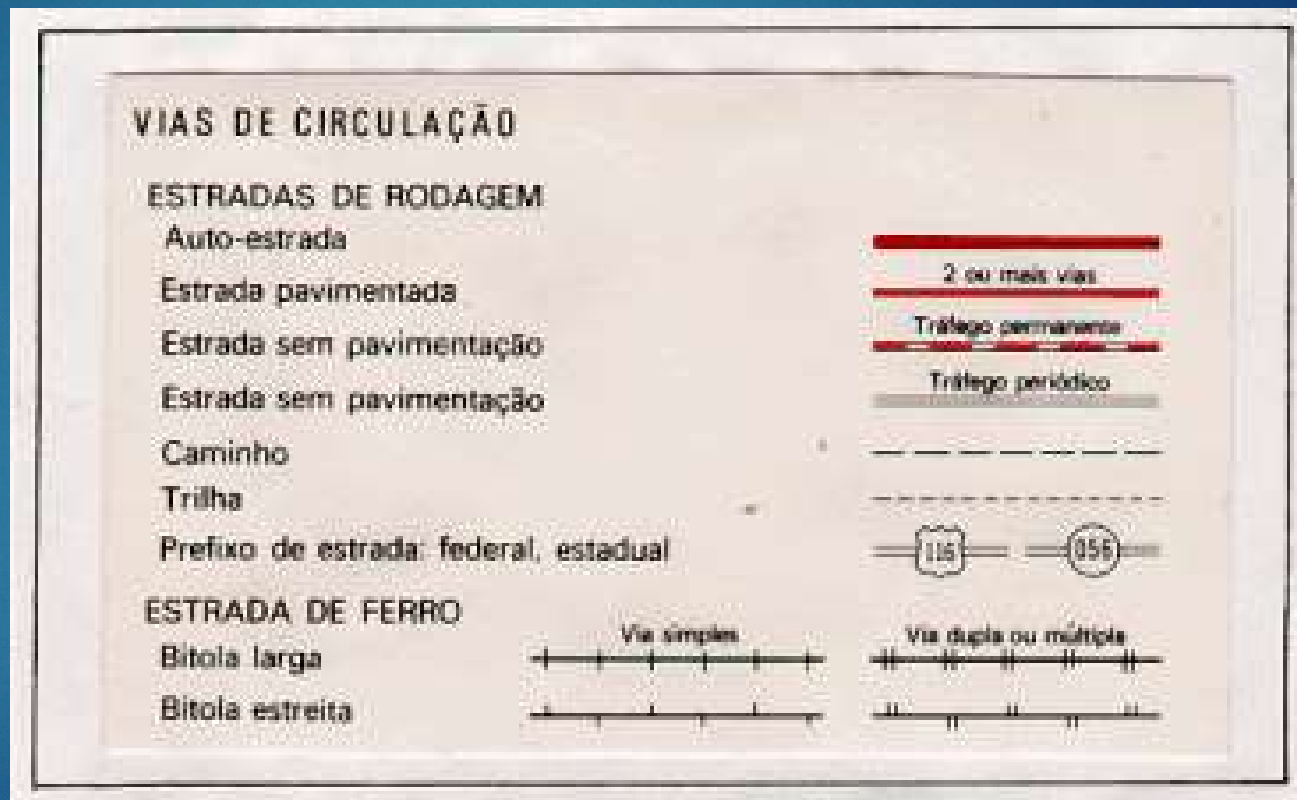 VIAS DE CIRCULAÇÃO
ESTRADAS DE RODAGEM
Auto-estrada
Estrada pavimentada 2 ou mais vias
Estrada sem pavimentação Tráfego permanente
Estrada sem pavimentação Tráfego periódico
Caminho
Trilha
Prefixo de estrada: federal, estadual 116 056
ESTRADA DE FERRO
Via simples Via dupla ou múltipla
Bitola larga
Bitola estreita